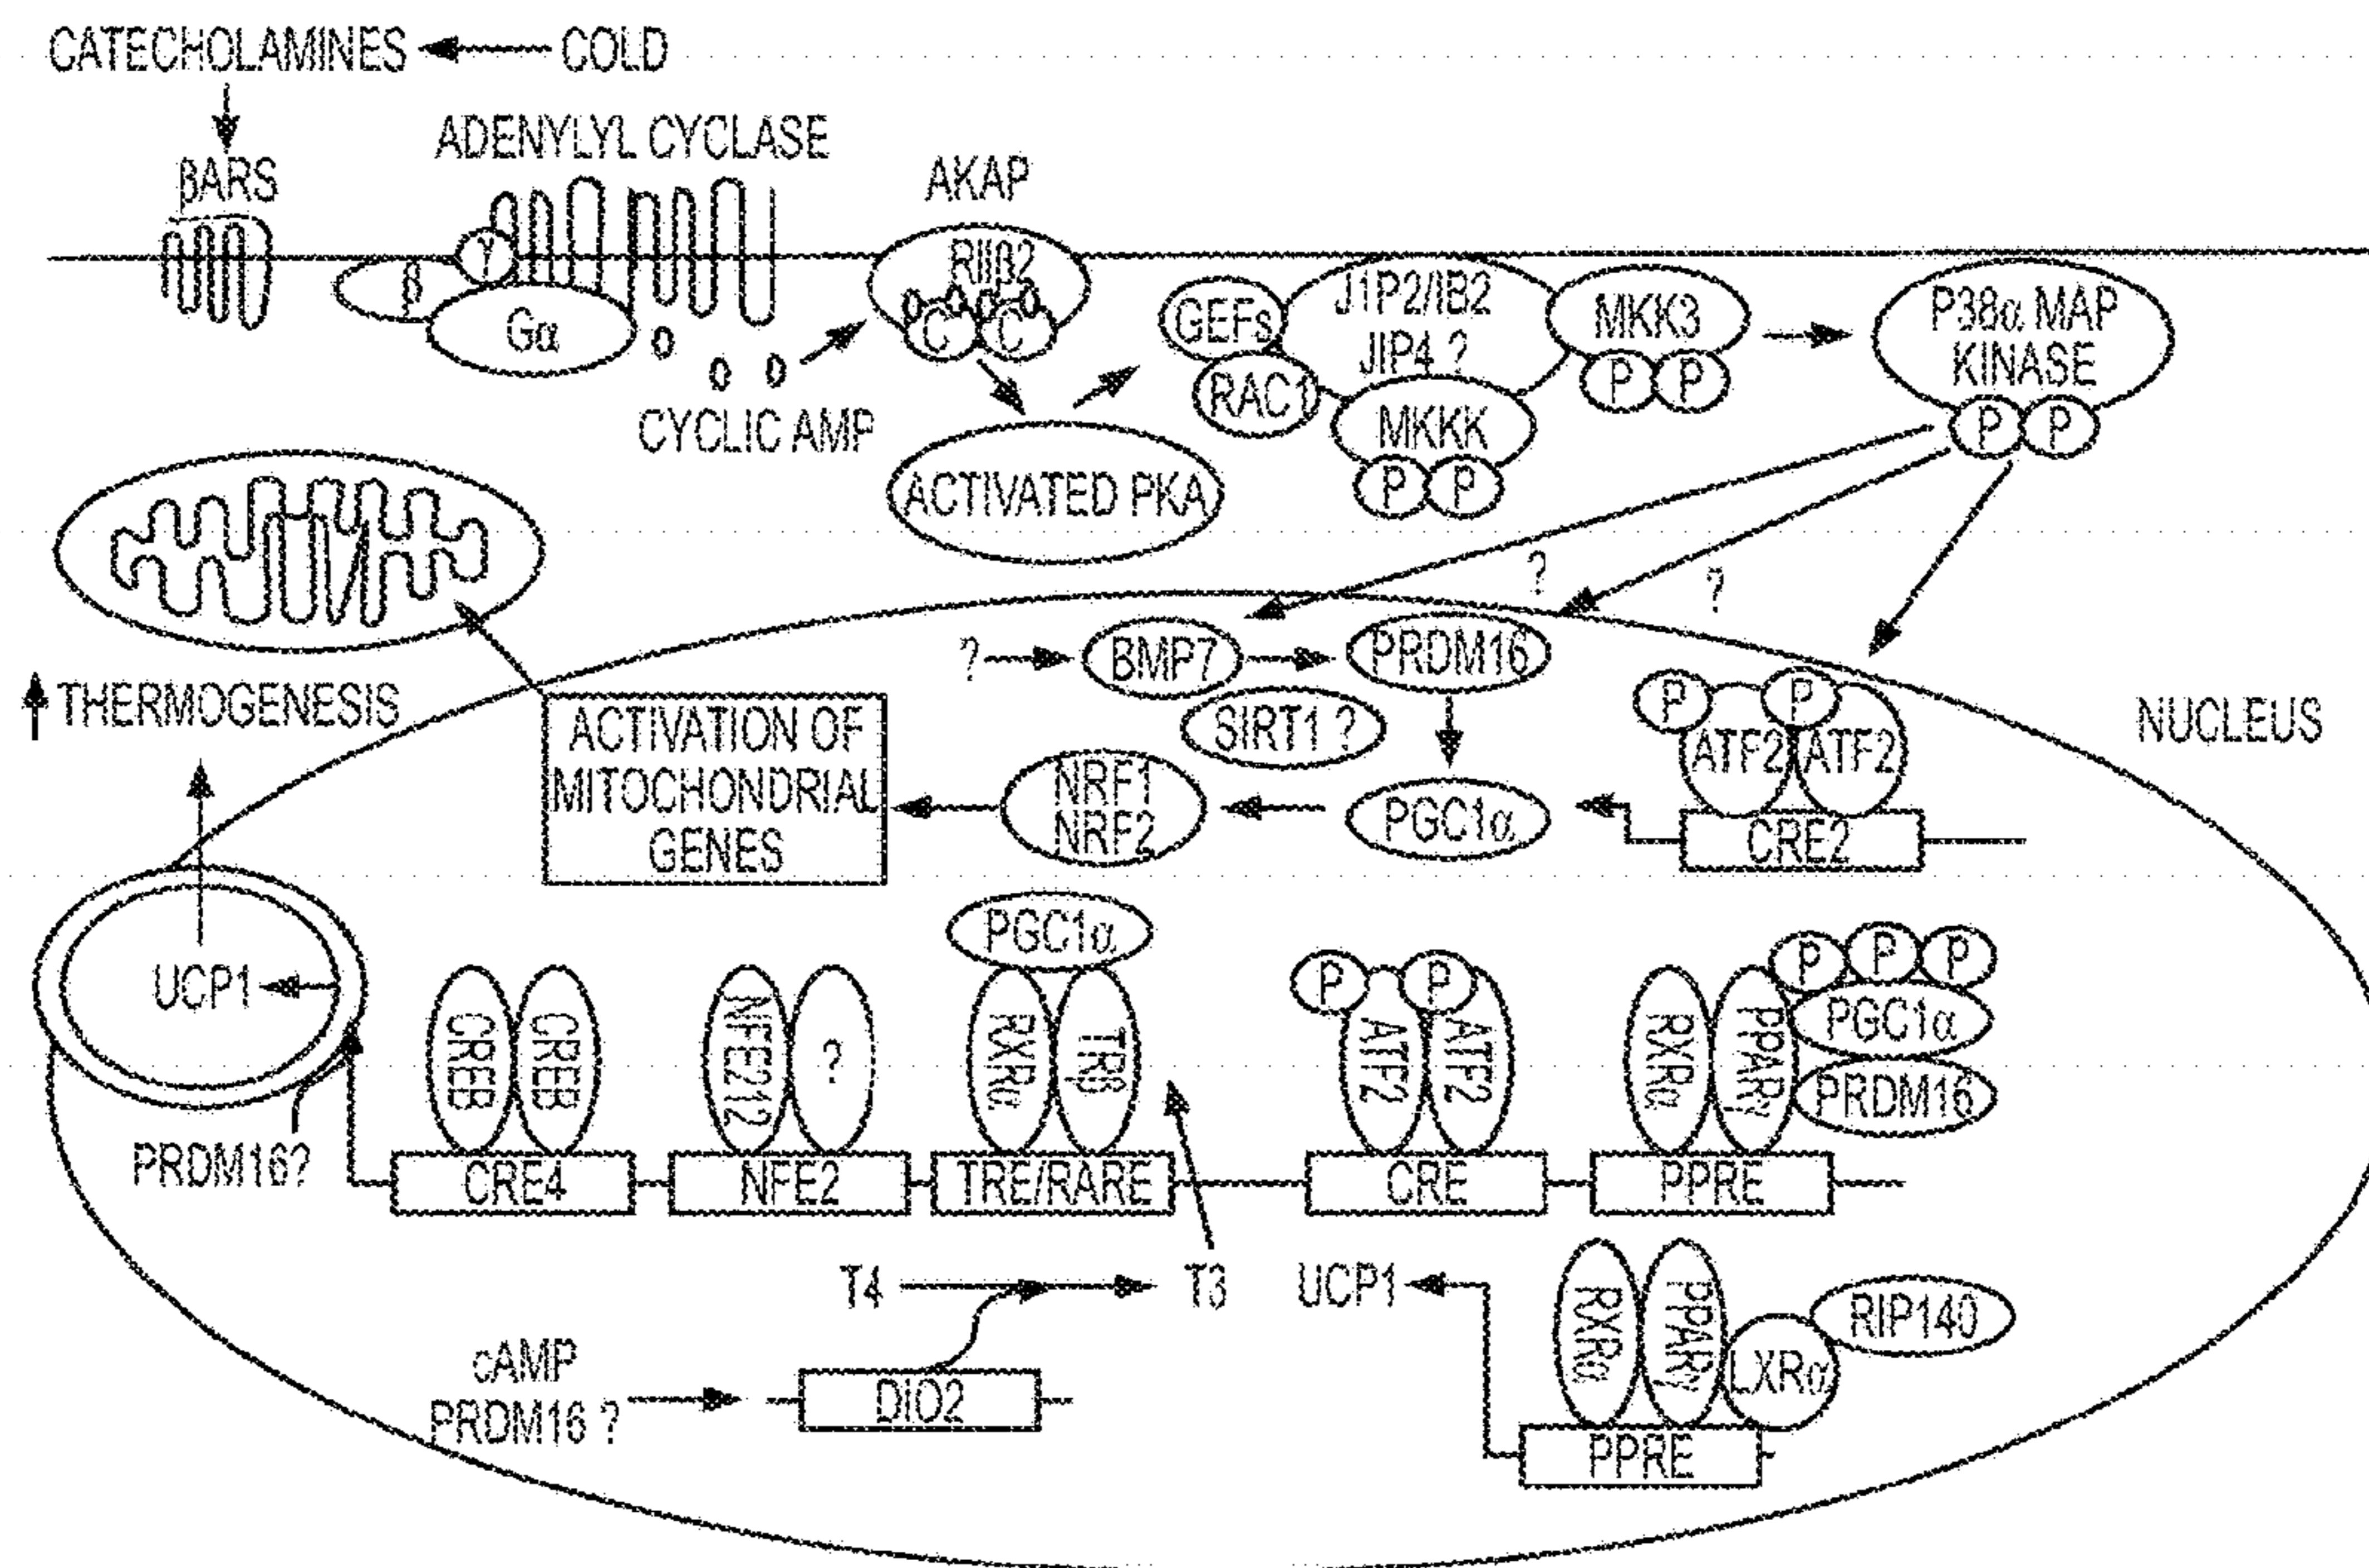 CATECHOLAMINES
COLD
βARS
ADENYLYL CYCLASE
AKAP
β
γ
Gα
CYCLIC AMP
RIIβ2
C
C
ACTIVATED PKA
GEFs
RAC1
J1P2/IB2
JIP4 ?
MKKK
P
P
MKK3
P
P
P38α MAP
KINASE
P
P
?
?
NUCLEUS
?
BMP7
PRDM16
SIRT1 ?
PGC1α
NRF1
NRF2
ACTIVATION OF
MITOCHONDRIAL
GENES
P
P
ATF2
ATF2
CRE2
THERMOGENESIS
UCP1
PRDM16?
CREB
CREB
CRE4
NFE212
?
NFE2
PGC1α
RXRα
TRβ
TRE/RARE
P
P
ATF2
ATF2
CRE
RXRα
PPARγ
P
P
P
PGC1α
PRDM16
PPRE
T4
T3
cAMP
PRDM16 ?
DIO2
UCP1
RXRα
PPARγ
LXRα
RIP140
PPRE